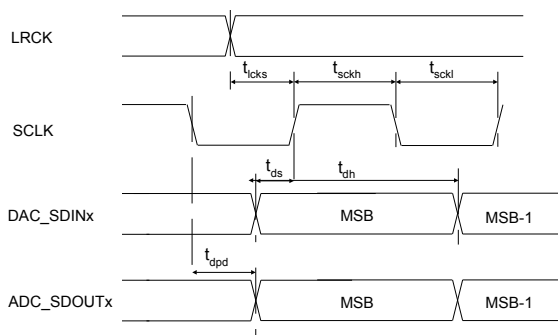 LRCK
t_lcks t_sckh t_sckl
SCLK
t_ds t_dh
DAC_SDINx MSB MSB-1
t_dpd
ADC_SDOUTx MSB MSB-1